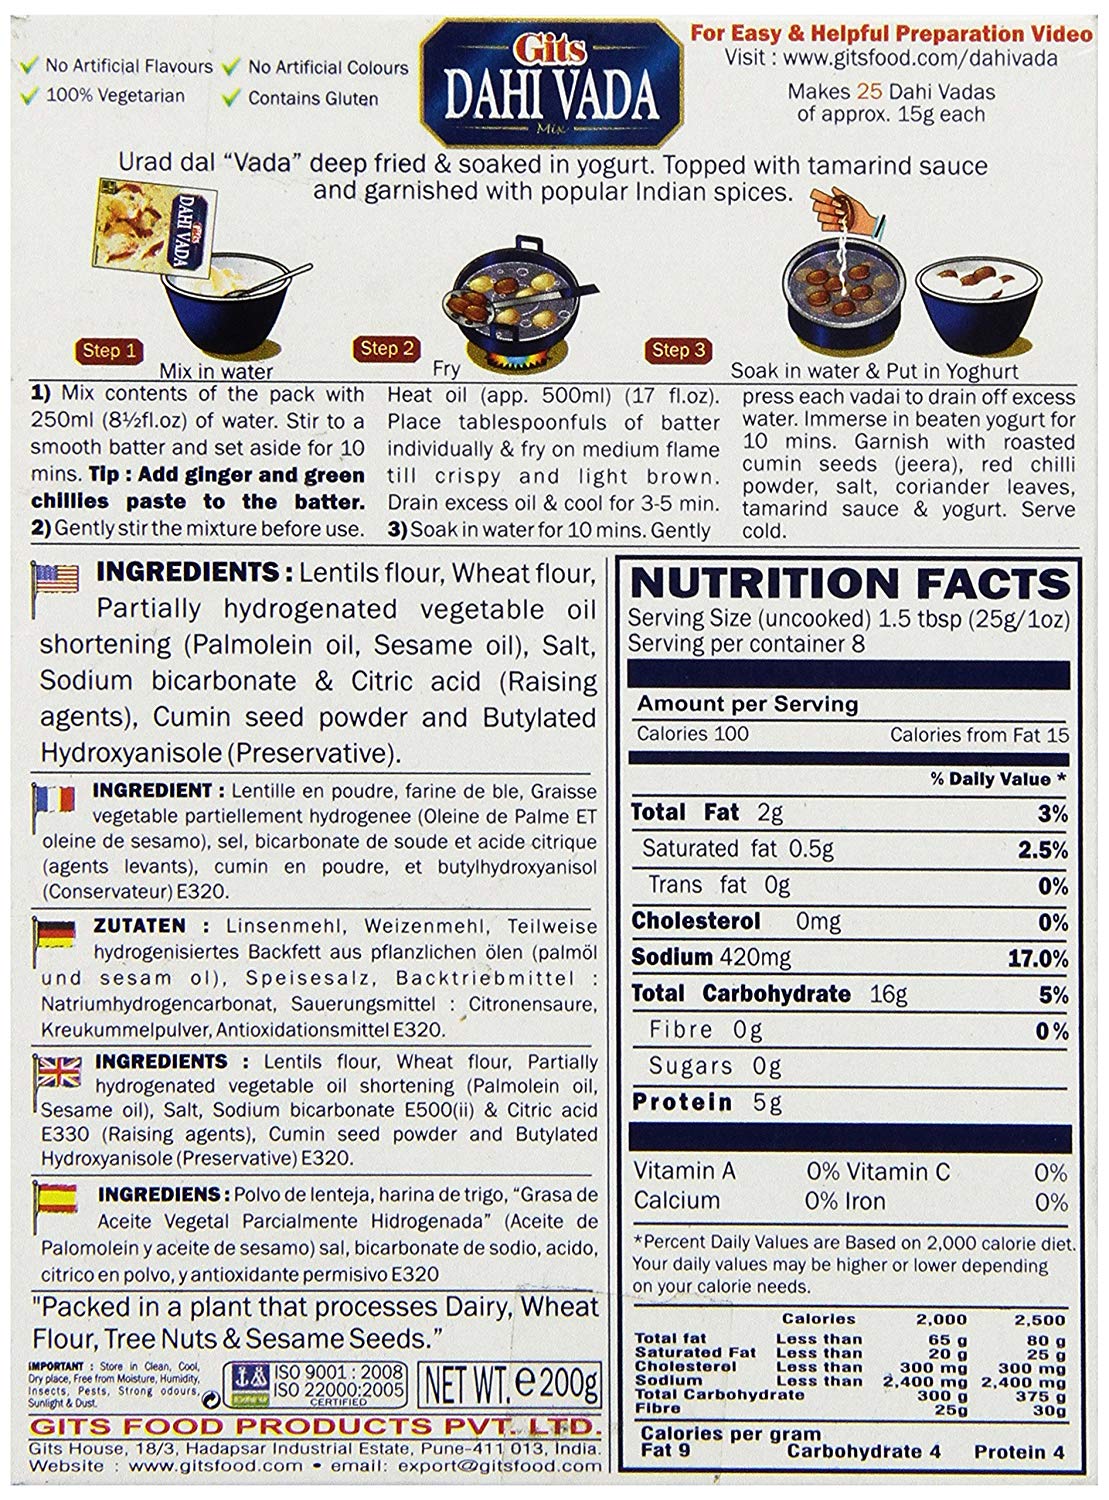 No Artificial Flavours
No Artificial Colours
100% Vegetarian
Contains Gluten
Gits
DAHI VADA
Mix
For Easy & Helpful Preparation Video
Visit : www.gitsfood.com/dahivada
Makes 25 Dahi Vadas
of approx. 15g each
Urad dal “Vada” deep fried & soaked in yogurt. Topped with tamarind sauce
and garnished with popular Indian spices.
Gits
DAHI VADA
Step 1
Mix in water
Step 2
Fry
Step 3
Soak in water & Put in Yoghurt
1) Mix contents of the pack with
250ml (8½fl.oz) of water. Stir to a
smooth batter and set aside for 10
mins. Tip : Add ginger and green
chillies paste to the batter.
2) Gently stir the mixture before use.
Heat oil (app. 500ml) (17 fl.oz).
Place tablespoonfuls of batter
individually & fry on medium flame
till crispy and light brown.
Drain excess oil & cool for 3-5 min.
3) Soak in water for 10 mins. Gently
press each vadai to drain off excess
water. Immerse in beaten yogurt for
10 mins. Garnish with roasted
cumin seeds (jeera), red chilli
powder, salt, coriander leaves,
tamarind sauce & yogurt. Serve
cold.
INGREDIENTS : Lentils flour, Wheat flour,
Partially hydrogenated vegetable oil
shortening (Palmolein oil, Sesame oil), Salt,
Sodium bicarbonate & Citric acid (Raising
agents), Cumin seed powder and Butylated
Hydroxyanisole (Preservative).
INGREDIENT : Lentille en poudre, farine de ble, Graisse
vegetable partiellement hydrogenee (Oleine de Palme ET
oleine de sesamo), sel, bicarbonate de soude et acide citrique
(agents levants), cumin en poudre, et butylhydroxyanisol
(Conservateur) E320.
ZUTATEN : Linsenmehl, Weizenmehl, Teilweise
hydrogenisiertes Backfett aus pflanzlichen ölen (palmöl
und sesam ol), Speisesalz, Backtriebmittel :
Natriumhydrogencarbonat, Sauerungsmittel : Citronensaure,
Kreukummelpulver, Antioxidationsmittel E320.
INGREDIENTS : Lentils flour, Wheat flour, Partially
hydrogenated vegetable oil shortening (Palmolein oil,
Sesame oil), Salt, Sodium bicarbonate E500(ii) & Citric acid
E330 (Raising agents), Cumin seed powder and Butylated
Hydroxyanisole (Preservative) E320.
INGREDIENS : Polvo de lenteja, harina de trigo, “Grasa de
Aceite Vegetal Parcialmente Hidrogenada” (Aceite de
Palomolein y aceite de sesamo) sal, bicarbonate de sodio, acido,
citrico en polvo, y antioxidante permisivo E320
"Packed in a plant that processes Dairy, Wheat
Flour, Tree Nuts & Sesame Seeds.”
IMPORTANT : Store in Clean, Cool,
Dry place, Free from Moisture, Humidity,
Insects, Pests, Strong odours,
Sunlight & Dust.
ISO 9001 : 2008
ISO 22000:2005
CERTIFIED
NET WT. e 200g
GITS FOOD PRODUCTS PVT. LTD.
Gits House, 18/3, Hadapsar Industrial Estate, Pune-411 013, India.
Website : www.gitsfood.com • email: export@gitsfood.com
NUTRITION FACTS
Serving Size (uncooked) 1.5 tbsp (25g/1oz)
Serving per container 8
Amount per Serving
Calories 100 Calories from Fat 15
% Daily Value *
Total Fat 2g 3%
Saturated fat 0.5g 2.5%
Trans fat 0g 0%
Cholesterol 0mg 0%
Sodium 420mg 17.0%
Total Carbohydrate 16g 5%
Fibre 0g 0%
Sugars 0g
Protein 5g
Vitamin A 0% Vitamin C 0%
Calcium 0% Iron 0%
*Percent Daily Values are Based on 2,000 calorie diet.
Your daily values may be higher or lower depending
on your calorie needs.
Calories 2,000 2,500
Total fat Less than 65 g 80 g
Saturated Fat Less than 20 g 25 g
Cholesterol Less than 300 mg 300 mg
Sodium Less than 2,400 mg 2,400 mg
Total Carbohydrate 300 g 375 g
Fibre 25g 30g
Calories per gram
Fat 9 Carbohydrate 4 Protein 4